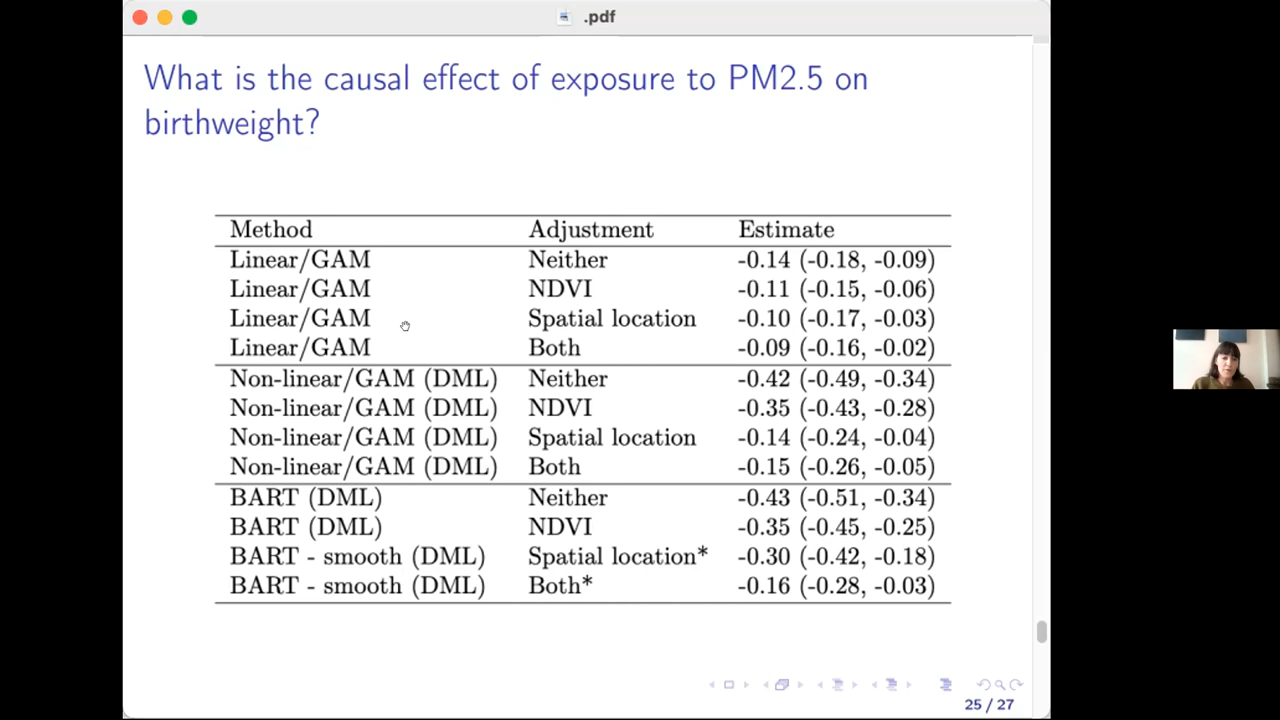 .pdf
What is the causal effect of exposure to PM2.5 on
birthweight?
Method Adjustment Estimate
Linear/GAM Neither -0.14 (-0.18, -0.09)
Linear/GAM NDVI -0.11 (-0.15, -0.06)
Linear/GAM Spatial location -0.10 (-0.17, -0.03)
Linear/GAM Both -0.09 (-0.16, -0.02)
Non-linear/GAM (DML) Neither -0.42 (-0.49, -0.34)
Non-linear/GAM (DML) NDVI -0.35 (-0.43, -0.28)
Non-linear/GAM (DML) Spatial location -0.14 (-0.24, -0.04)
Non-linear/GAM (DML) Both -0.15 (-0.26, -0.05)
BART (DML) Neither -0.43 (-0.51, -0.34)
BART (DML) NDVI -0.35 (-0.45, -0.25)
BART - smooth (DML) Spatial location* -0.30 (-0.42, -0.18)
BART - smooth (DML) Both* -0.16 (-0.28, -0.03)
25 / 27